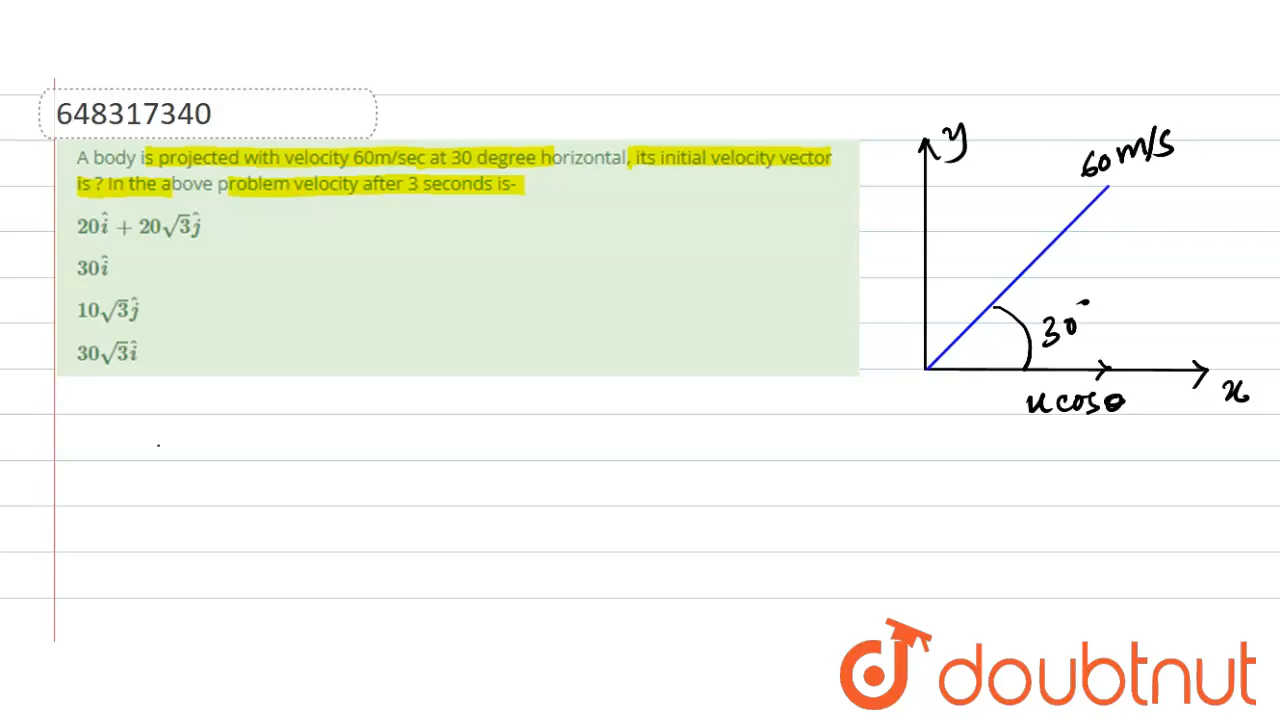 648317340
A body is projected with velocity 60m/sec at 30 degree horizontal, its initial velocity vector
is ? In the above problem velocity after 3 seconds is-
20î + 20√3ĵ
30î
10√3ĵ
30√3î
y
60 m/s
30°
x
u cosθ
doubtnut